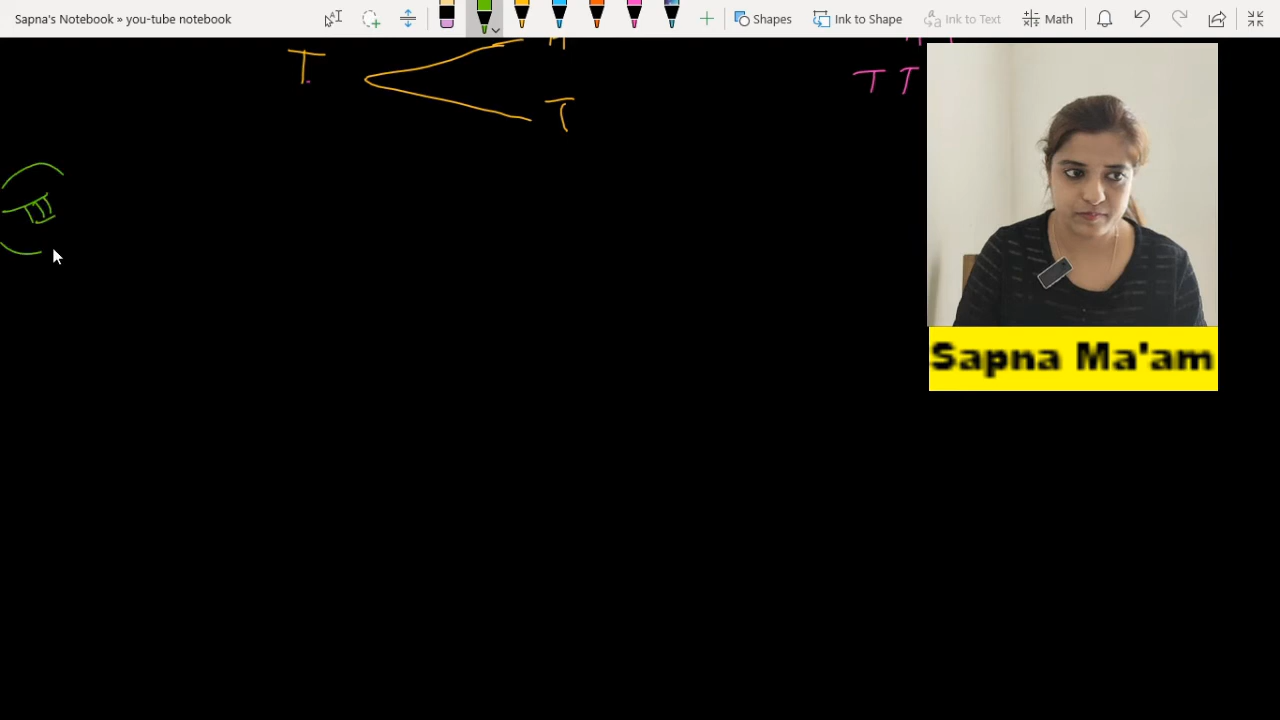 Sapna's Notebook » you-tube notebook
Shapes
Ink to Shape
Ink to Text
Math
T
T
T T
Sapna Ma'am